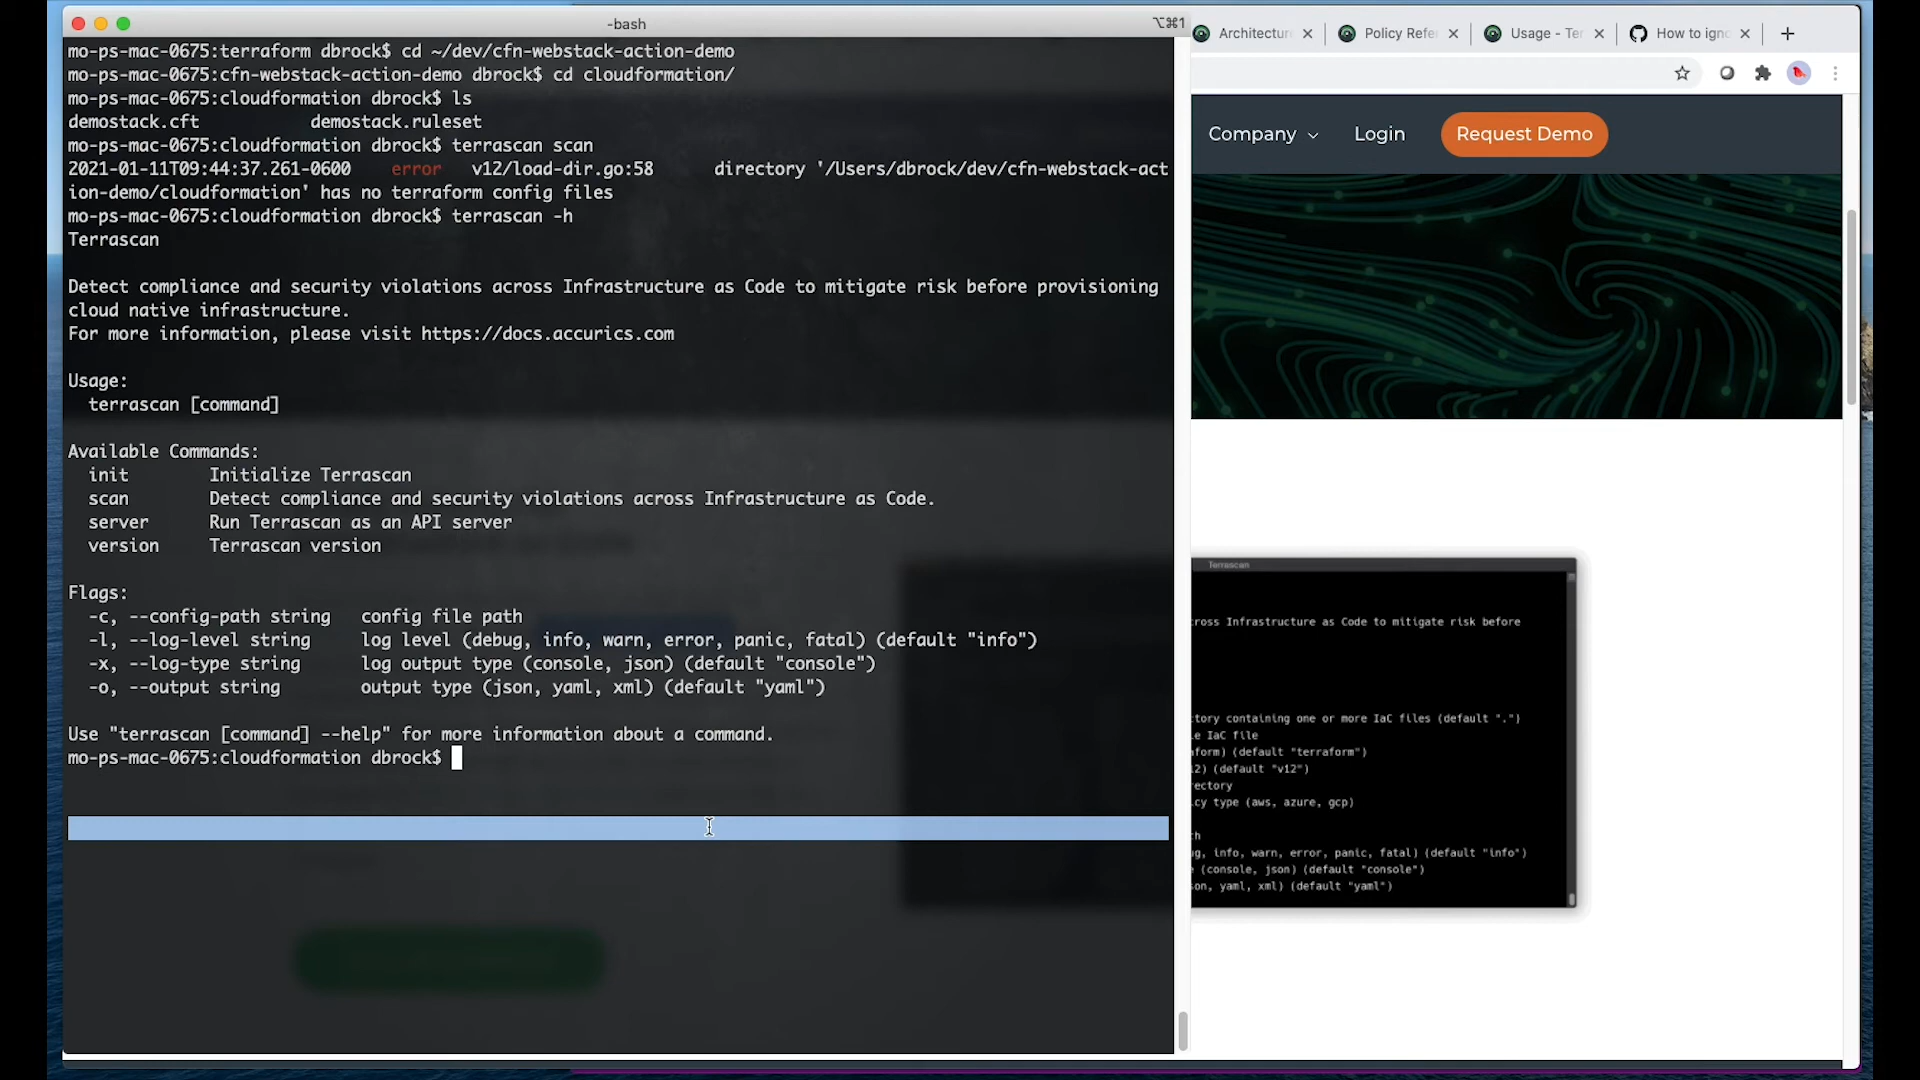 -bash
⌥⌘1
mo-ps-mac-0675:terraform dbrock$ cd ~/dev/cfn-webstack-action-demo
mo-ps-mac-0675:cfn-webstack-action-demo dbrock$ cd cloudformation/
mo-ps-mac-0675:cloudformation dbrock$ ls
demostack.cft demostack.ruleset
mo-ps-mac-0675:cloudformation dbrock$ terrascan scan
2021-01-11T09:44:37.261-0600 error v12/load-dir.go:58 directory '/Users/dbrock/dev/cfn-webstack-act
ion-demo/cloudformation' has no terraform config files
mo-ps-mac-0675:cloudformation dbrock$ terrascan -h
Terrascan
Detect compliance and security violations across Infrastructure as Code to mitigate risk before provisioning
cloud native infrastructure.
For more information, please visit https://docs.accurics.com
Usage:
terrascan [command]
Available Commands:
init Initialize Terrascan
scan Detect compliance and security violations across Infrastructure as Code.
server Run Terrascan as an API server
version Terrascan version
Flags:
-c, --config-path string config file path
-l, --log-level string log level (debug, info, warn, error, panic, fatal) (default "info")
-x, --log-type string log output type (console, json) (default "console")
-o, --output string output type (json, yaml, xml) (default "yaml")
Use "terrascan [command] --help" for more information about a command.
mo-ps-mac-0675:cloudformation dbrock$
Architectur
Policy Refe
Usage - Ter
How to igno
Company Login Request Demo
Terrascan
cross Infrastructure as Code to mitigate risk before
tory containing one or more IaC files (default ".")
e IaC file
aform) (default "terraform")
12) (default "v12")
ectory
cy type (aws, azure, gcp)
h
ug, info, warn, error, panic, fatal) (default "info")
(console, json) (default "console")
on, yaml, xml) (default "yaml")